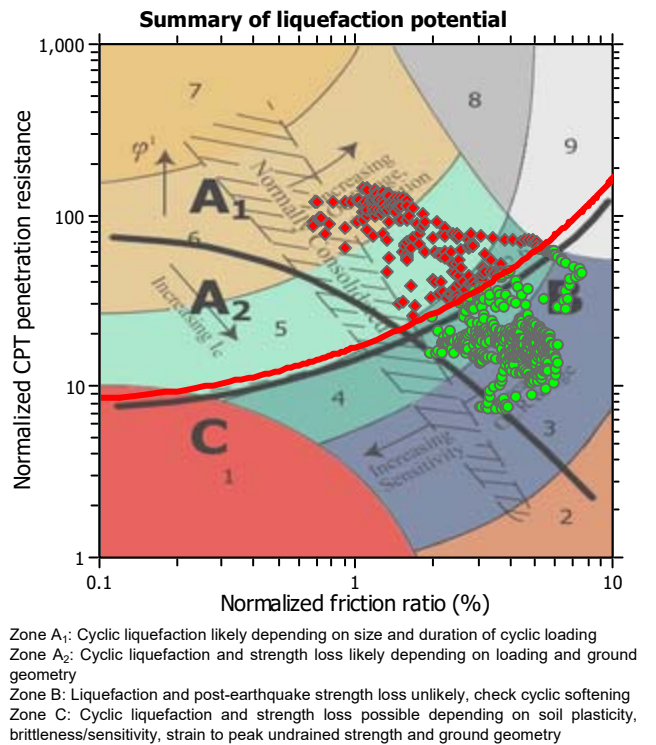 Summary of liquefaction potential
1,000
7
8
9
φ'
Increasing
Normally Consolidated
A1
100
6
A2
Increasing Ic
5
B
10
4
C
3
Increasing
Sensitivity
1
2
1
0.1
1
10
Normalized CPT penetration resistance
Normalized friction ratio (%)
Zone A1: Cyclic liquefaction likely depending on size and duration of cyclic loading
Zone A2: Cyclic liquefaction and strength loss likely depending on loading and ground
geometry
Zone B: Liquefaction and post-earthquake strength loss unlikely, check cyclic softening
Zone C: Cyclic liquefaction and strength loss possible depending on soil plasticity,
brittleness/sensitivity, strain to peak undrained strength and ground geometry